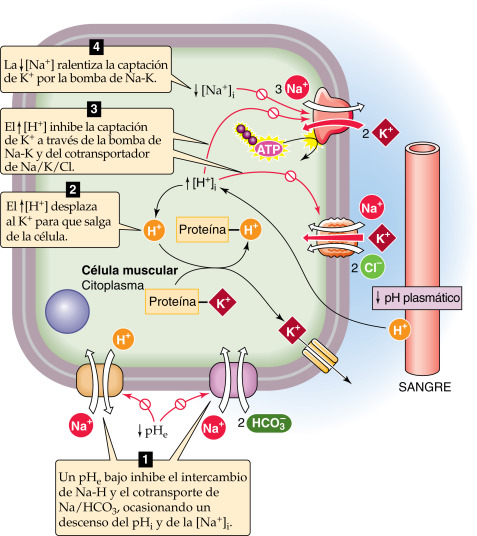 4
La ↓[Na⁺] ralentiza la captación
de K⁺ por la bomba de Na-K.
↓[Na⁺]ᵢ
3 Na⁺
2 K⁺
3
El ↑[H⁺] inhibe la captación
de K⁺ a través de la bomba de
Na-K y del cotransportador
de Na/K/Cl.
ATP
↑[H⁺]ᵢ
2
El ↑[H⁺] desplaza
al K⁺ para que salga
de la célula.
H⁺
Proteína
H⁺
Na⁺
K⁺
2 Cl⁻
Célula muscular
Citoplasma
Proteína
K⁺
K⁺
↓ pH plasmático
H⁺
SANGRE
H⁺
Na⁺
↓pHₑ
Na⁺
2 HCO₃⁻
1
Un pHₑ bajo inhibe el intercambio
de Na-H y el cotransporte de
Na/HCO₃, ocasionando un
descenso del pHᵢ y de la [Na⁺]ᵢ.